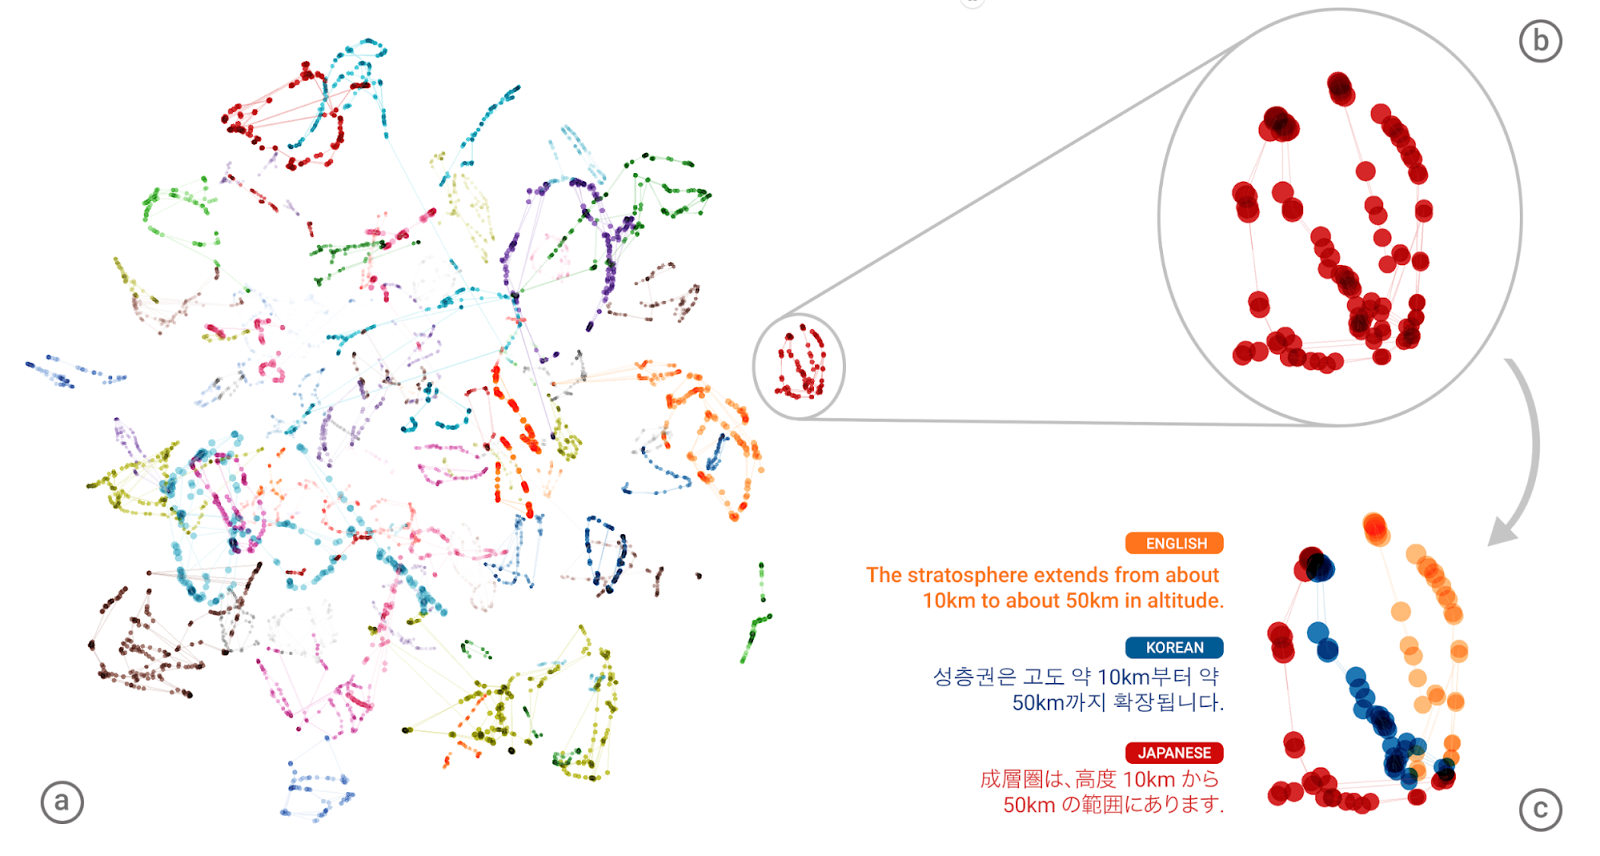 b
ENGLISH
The stratosphere extends from about
10km to about 50km in altitude.
KOREAN
성층권은 고도 약 10km부터 약
50km까지 확장됩니다.
JAPANESE
成層圏は、高度 10km から
50km の範囲にあります.
a
c